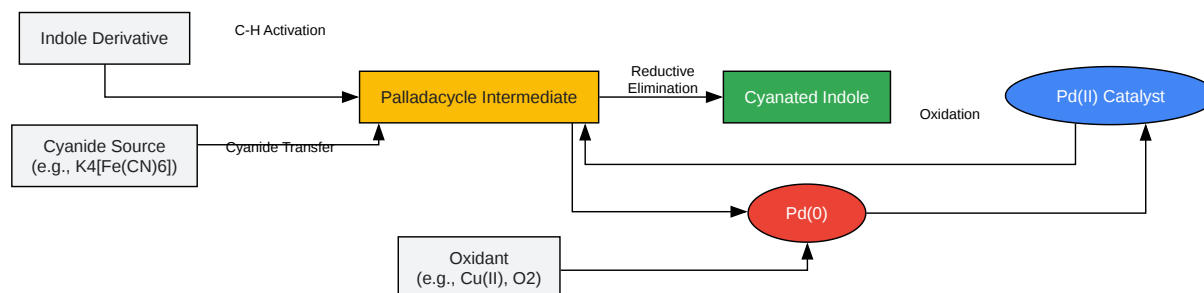 Indole Derivative
C-H Activation
Palladacycle Intermediate
Reductive
Elimination
Cyanated Indole
Pd(II) Catalyst
Oxidation
Cyanide Source
(e.g., K4[Fe(CN)6])
Cyanide Transfer
Pd(0)
Oxidant
(e.g., Cu(II), O2)